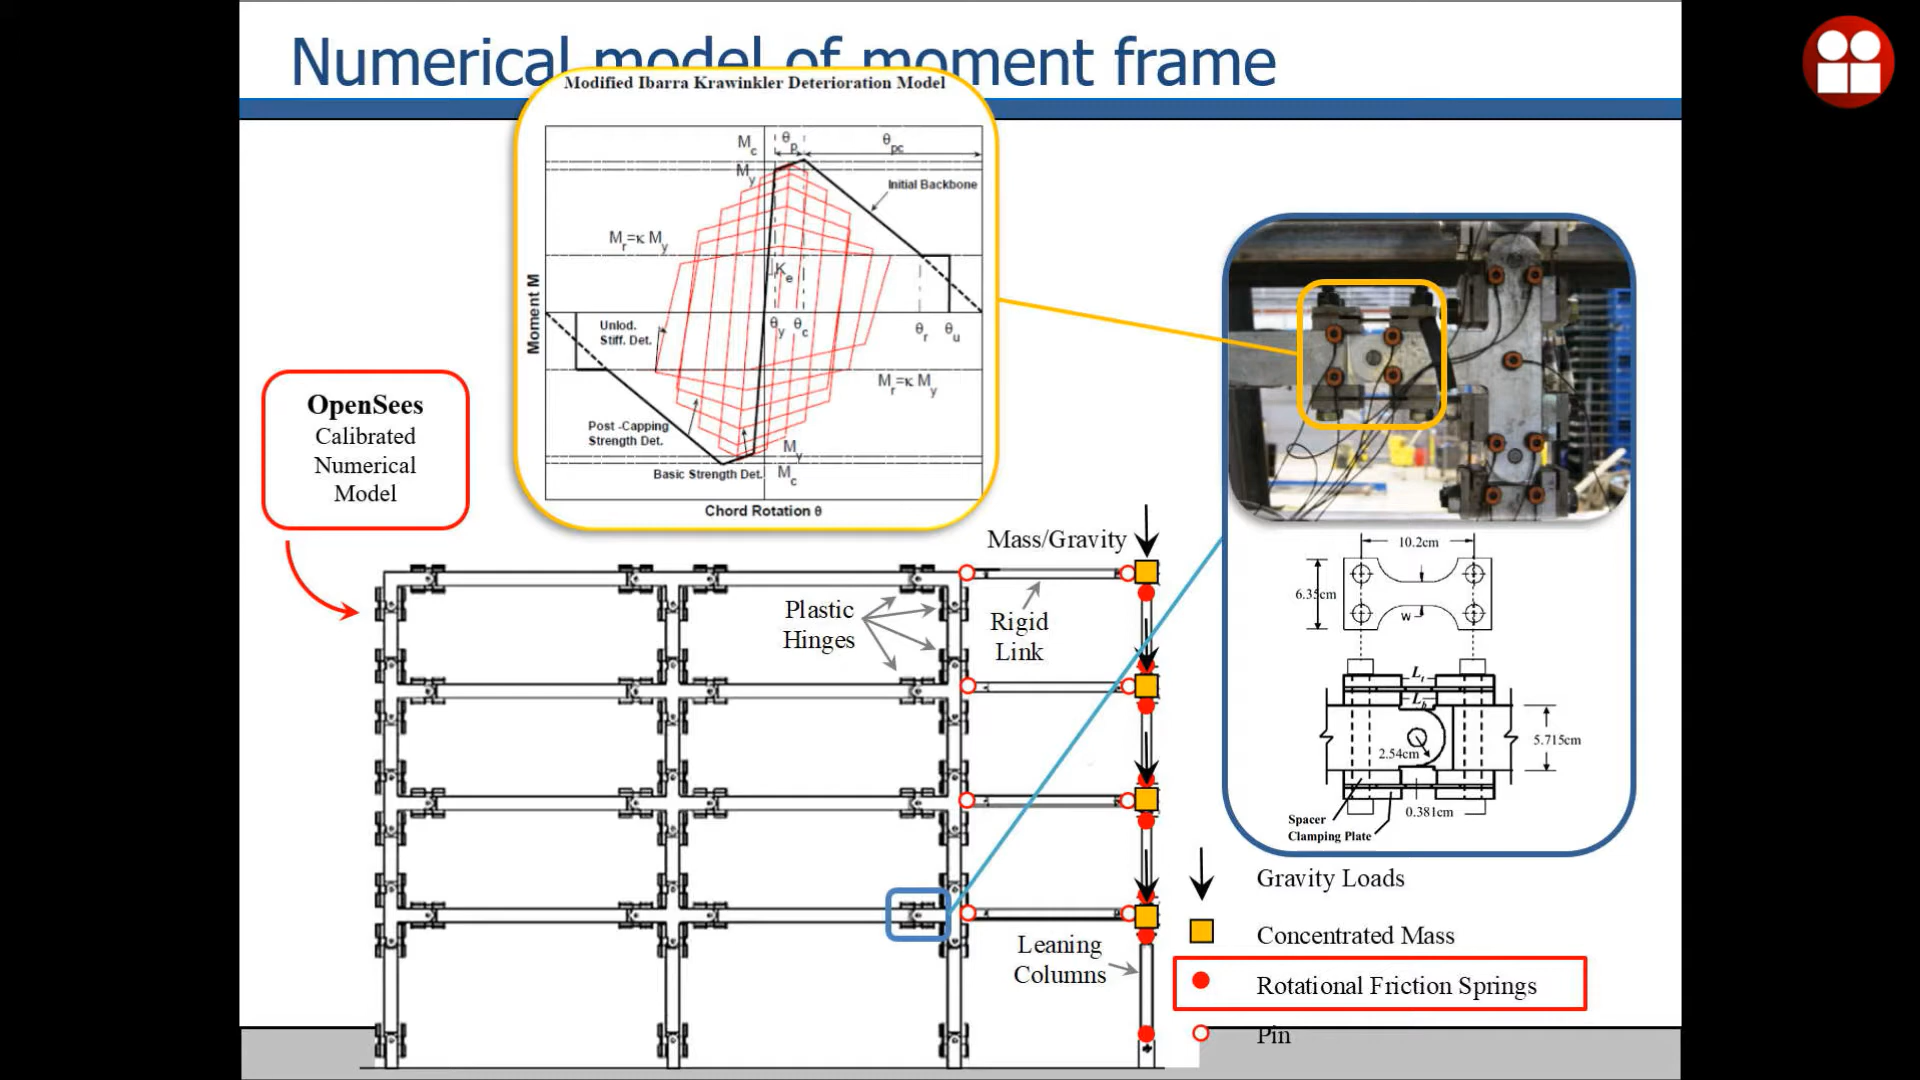 Numerical model of moment frame
Modified Ibarra Krawinkler Deterioration Model
Mc
θp
θpc
My
Initial Backbone
Mr=κ My
Ke
Moment M
θy
θc
θr
θu
Unlod.
Stiff. Det.
Mr=κ My
Post -Capping
Strength Det.
My
Basic Strength Det.
Mc
Chord Rotation θ
OpenSees
Calibrated
Numerical
Model
Mass/Gravity
Plastic
Hinges
Rigid
Link
Leaning
Columns
10.2cm
6.35cm
w
Lt
Lb
2.54cm
5.715cm
0.381cm
Spacer
Clamping Plate
Gravity Loads
Concentrated Mass
Rotational Friction Springs
Pin